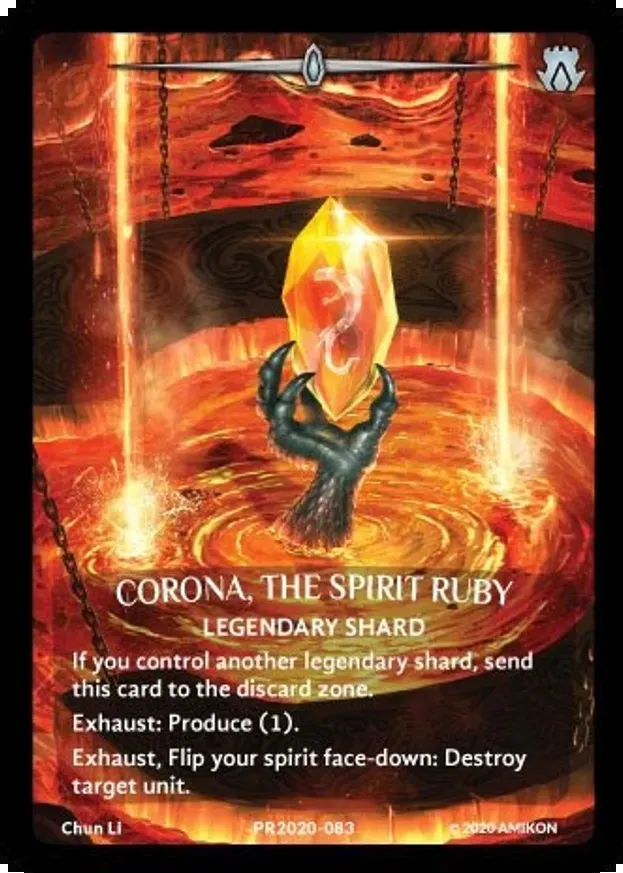 CORONA, THE SPIRIT RUBY
LEGENDARY SHARD
If you control another legendary shard, send
this card to the discard zone.
Exhaust: Produce (1).
Exhaust, Flip your spirit face-down: Destroy
target unit.
Chun Li PR2020-083 © 2020 AMIKON